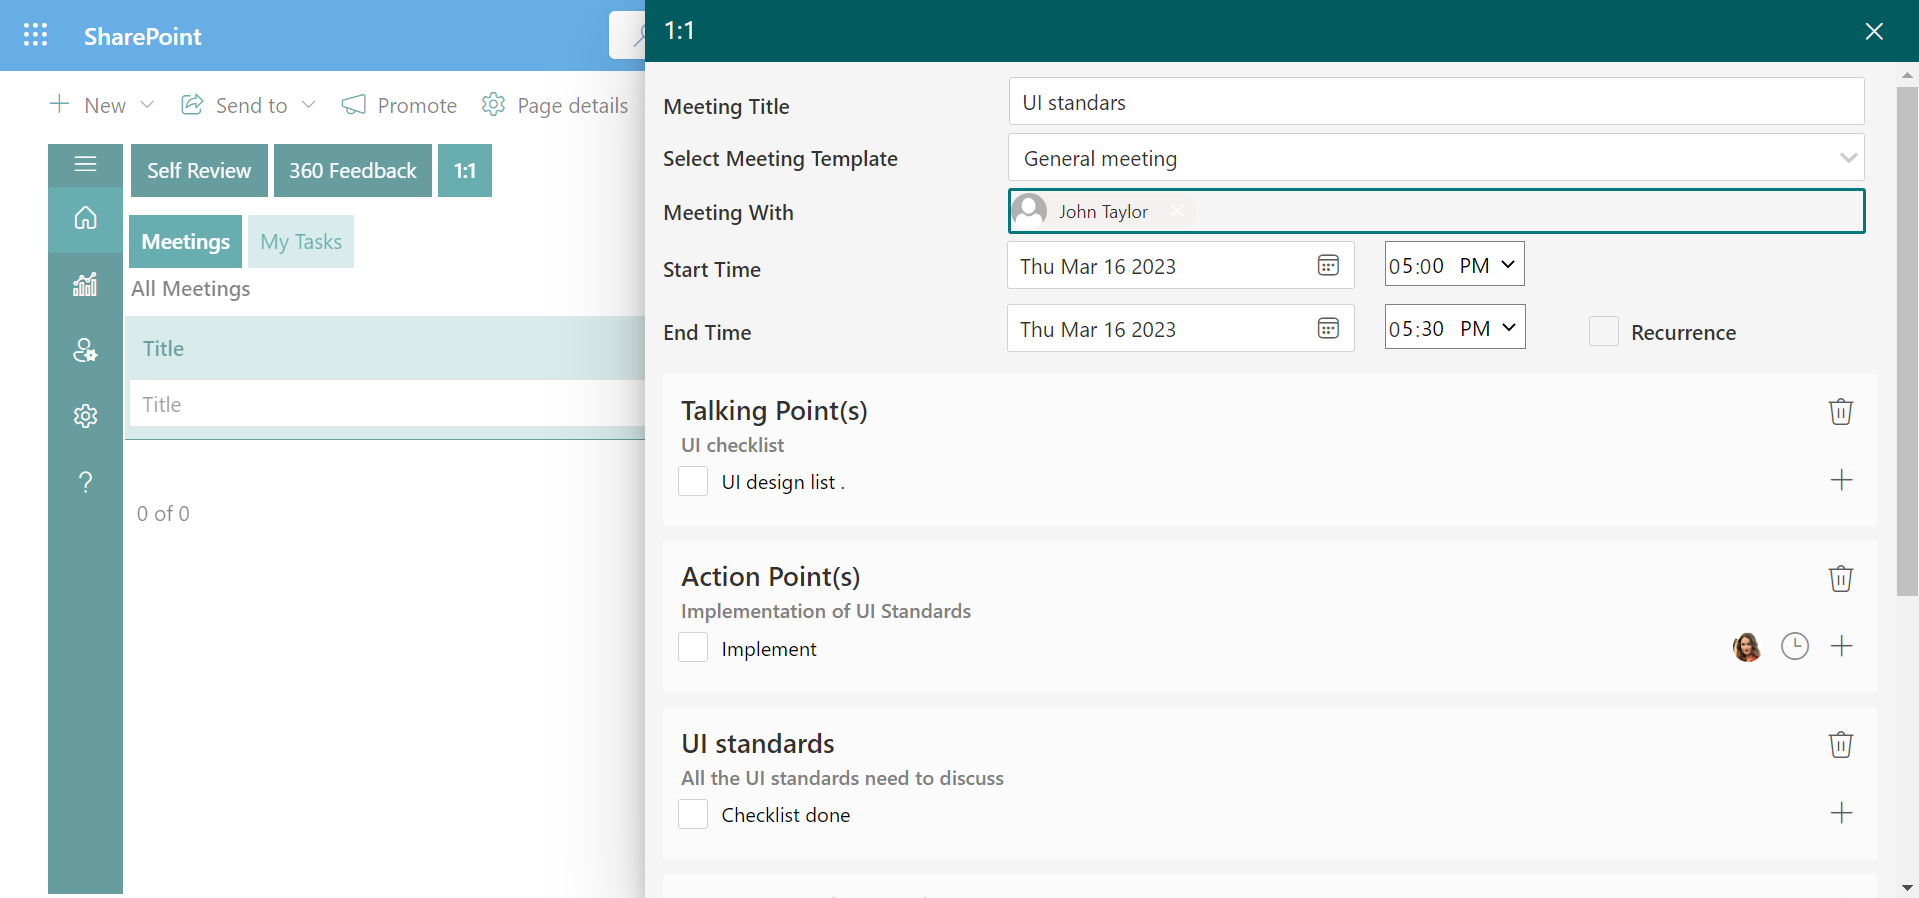 SharePoint
New Send to Promote Page details
Self Review 360 Feedback 1:1
Meetings My Tasks
All Meetings
Title
Title
0 of 0
1:1
Meeting Title UI standars
Select Meeting Template General meeting
Meeting With John Taylor
Start Time Thu Mar 16 2023 05:00 PM
End Time Thu Mar 16 2023 05:30 PM Recurrence
Talking Point(s)
UI checklist
UI design list .
Action Point(s)
Implementation of UI Standards
Implement
UI standards
All the UI standards need to discuss
Checklist done